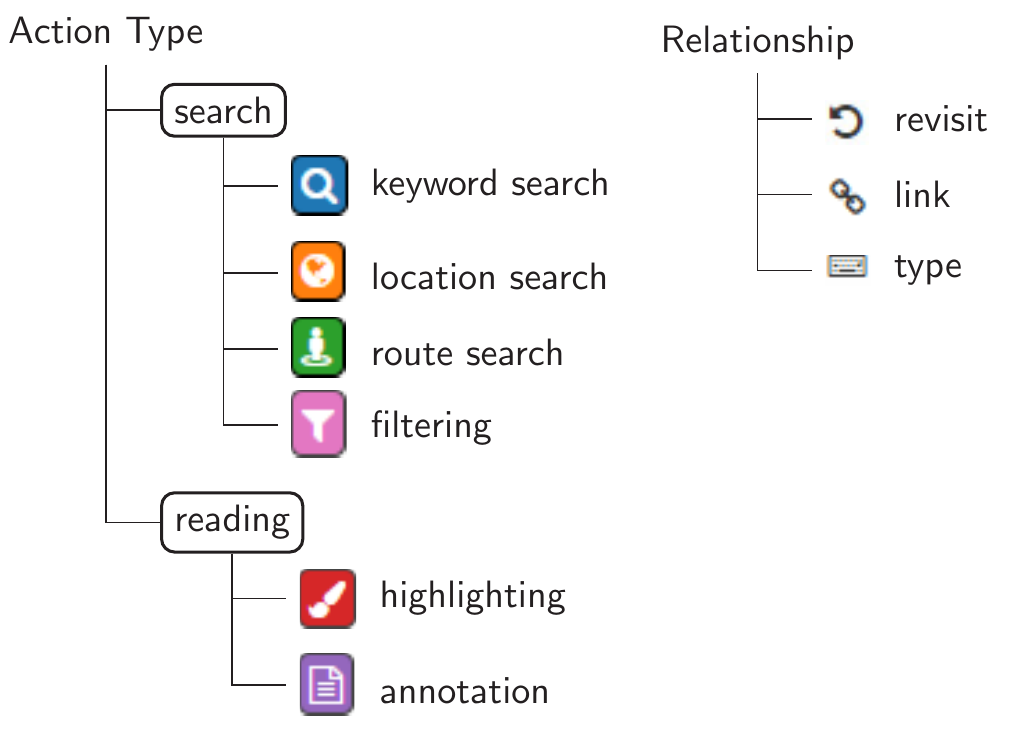 Action Type
search
keyword search
location search
route search
filtering
reading
highlighting
annotation
Relationship
revisit
link
type